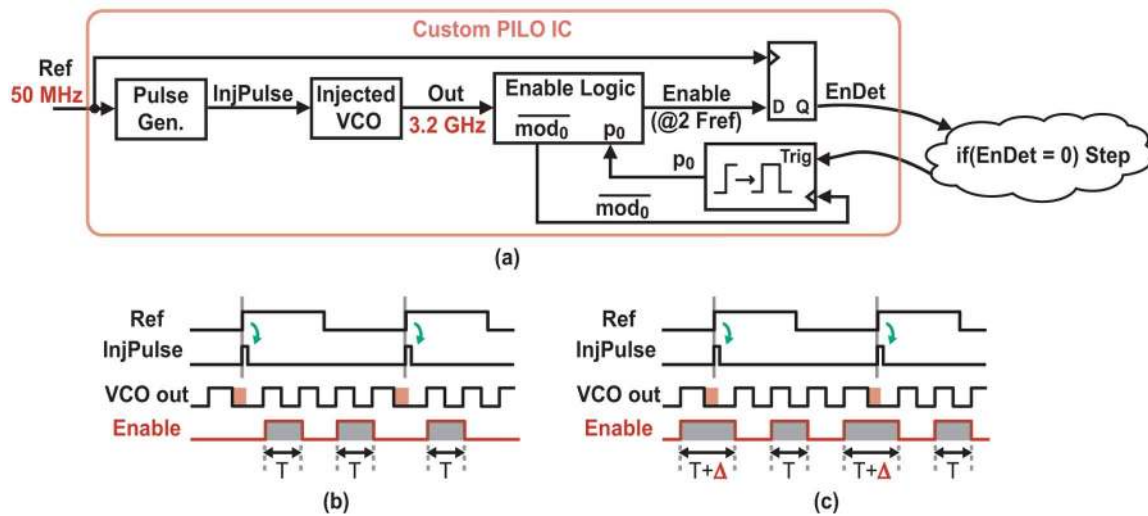 Custom PILO IC
Ref
50 MHz
Pulse
Gen.
InjPulse
Injected
VCO
Out
3.2 GHz
Enable Logic
mod0
p0
Enable
(@2 Fref)
D Q
EnDet
if(EnDet = 0) Step
Trig
p0
mod0
(a)
Ref
InjPulse
VCO out
Enable
T
T
T
(b)
Ref
InjPulse
VCO out
Enable
T+Δ
T
T+Δ
T
(c)